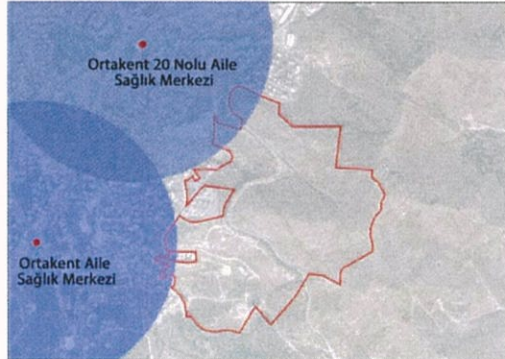 Ortakent 20 Nolu Aile
Sağlık Merkezi
Ortakent Aile
Sağlık Merkezi